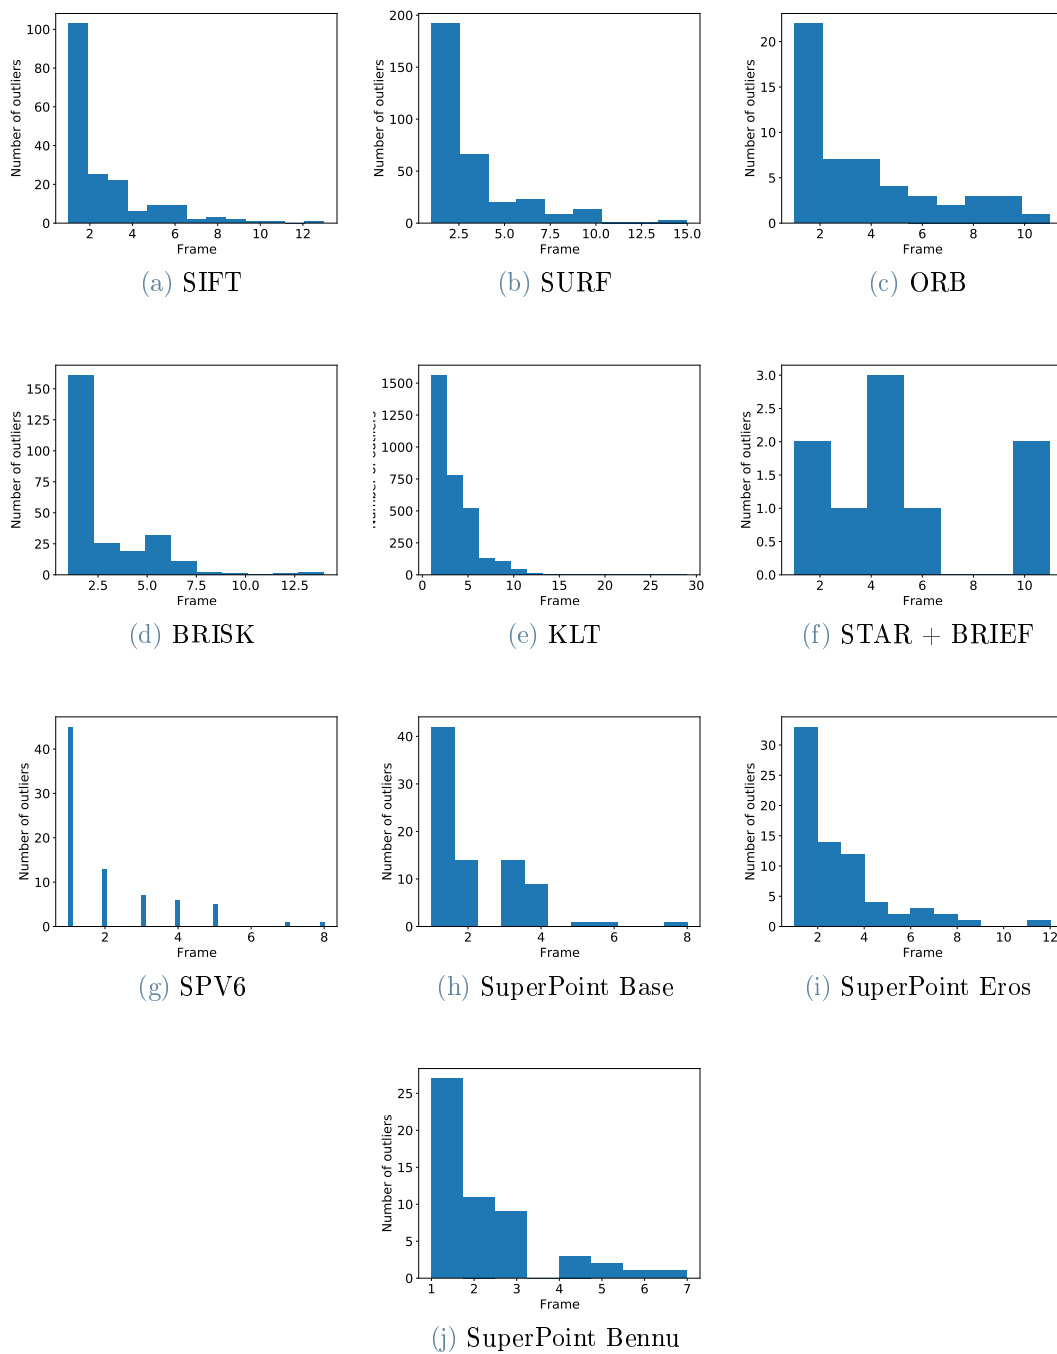 Number of outliers
100
80
60
40
20
0
2 4 6 8 10 12
Frame
(a) SIFT
Number of outliers
200
150
100
50
0
2.5 5.0 7.5 10.0 12.5 15.0
Frame
(b) SURF
Number of outliers
20
15
10
5
0
2 4 6 8 10
Frame
(c) ORB
Number of outliers
150
125
100
75
50
25
0
2.5 5.0 7.5 10.0 12.5
Frame
(d) BRISK
Number of outliers
1500
1250
1000
750
500
250
0
0 5 10 15 20 25 30
Frame
(e) KLT
Number of outliers
3.0
2.5
2.0
1.5
1.0
0.5
0.0
2 4 6 8 10
Frame
(f) STAR + BRIEF
Number of outliers
40
30
20
10
0
2 4 6 8
Frame
(g) SPV6
Number of outliers
40
30
20
10
0
2 4 6 8
Frame
(h) SuperPoint Base
Number of outliers
30
25
20
15
10
5
0
2 4 6 8 10 12
Frame
(i) SuperPoint Eros
Number of outliers
25
20
15
10
5
0
1 2 3 4 5 6 7
Frame
(j) SuperPoint Bennu